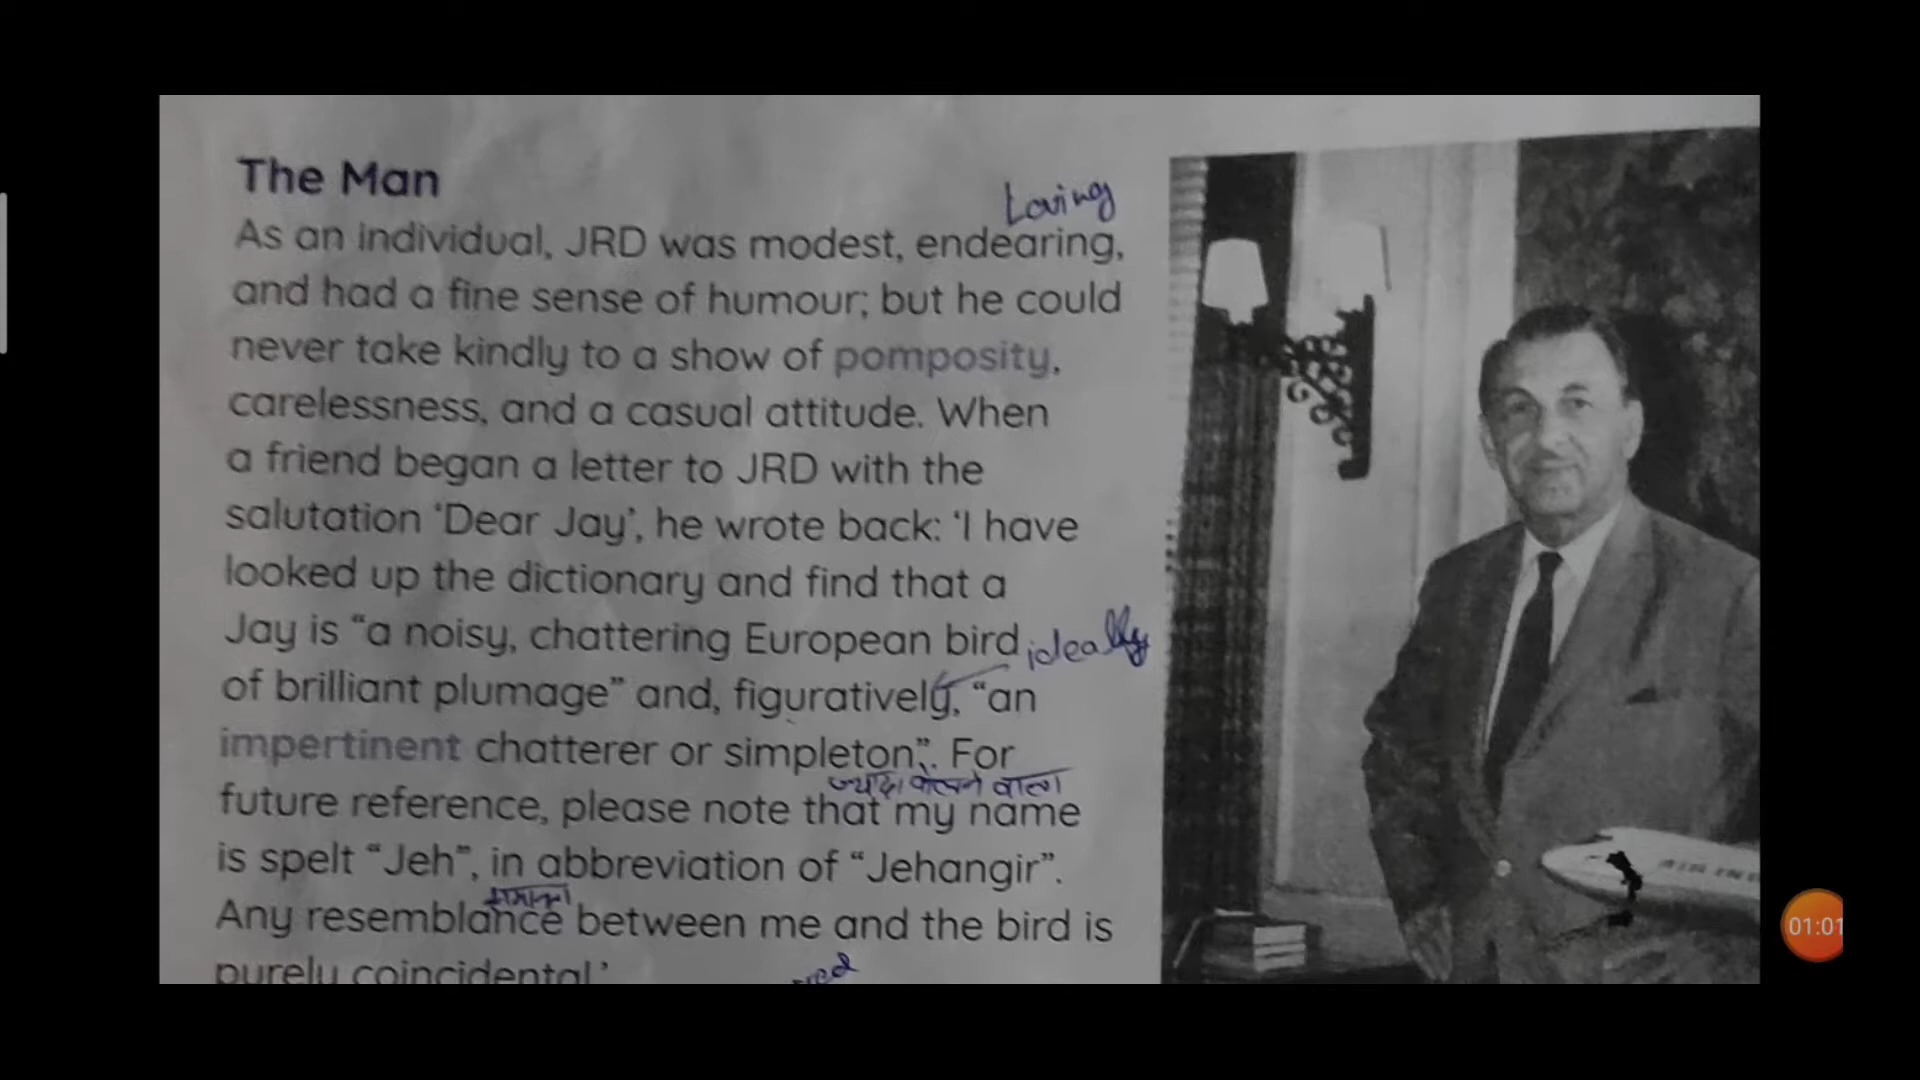 The Man
Loving
As an individual, JRD was modest, endearing,
and had a fine sense of humour; but he could
never take kindly to a show of pomposity,
carelessness, and a casual attitude. When
a friend began a letter to JRD with the
salutation ‘Dear Jay’, he wrote back: ‘I have
looked up the dictionary and find that a
Jay is “a noisy, chattering European bird
ideally
of brilliant plumage” and, figuratively, “an
impertinent chatterer or simpleton”. For
ज्यादा बोलने वाला
future reference, please note that my name
is spelt “Jeh”, in abbreviation of “Jehangir”.
Any resemblance between me and the bird is
purely coincidental.’
AIR IN
01:01